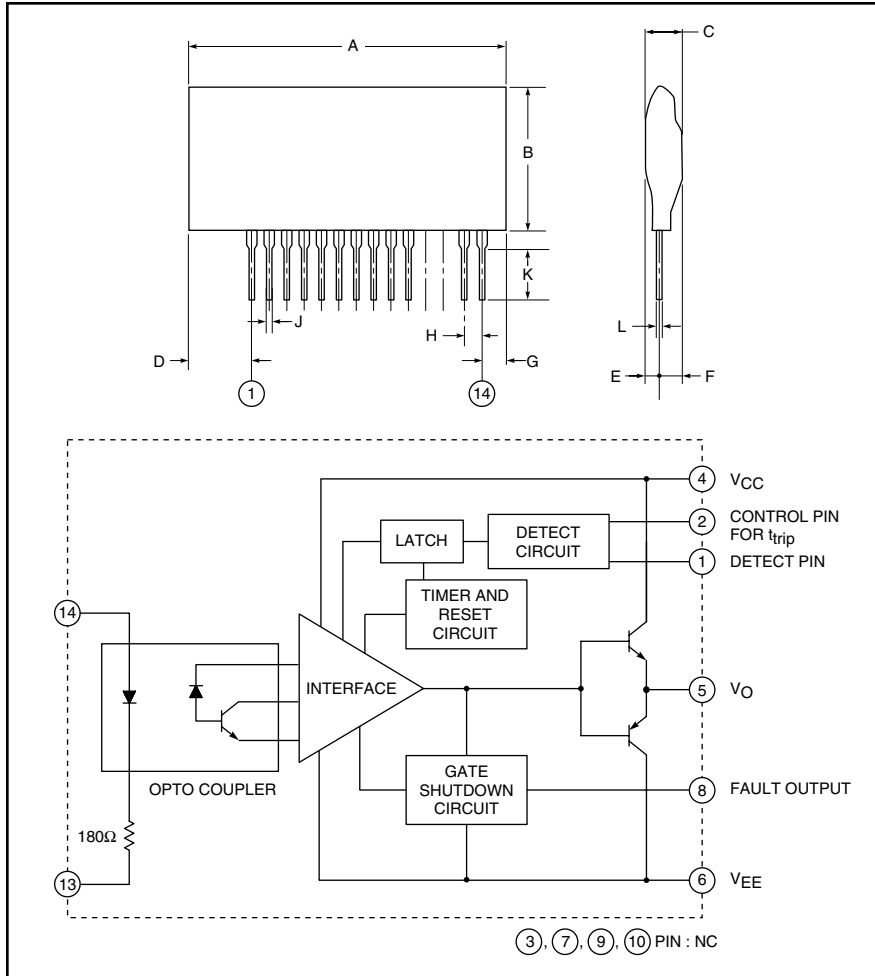 A
C
B
K
J
H
L
D
G
E
F
1
14
4 VCC
2 CONTROL PIN
FOR ttrip
1 DETECT PIN
LATCH
DETECT
CIRCUIT
TIMER AND
RESET
CIRCUIT
14
INTERFACE
5 VO
OPTO COUPLER
GATE
SHUTDOWN
CIRCUIT
8 FAULT OUTPUT
180Ω
13
6 VEE
3, 7, 9, 10 PIN : NC